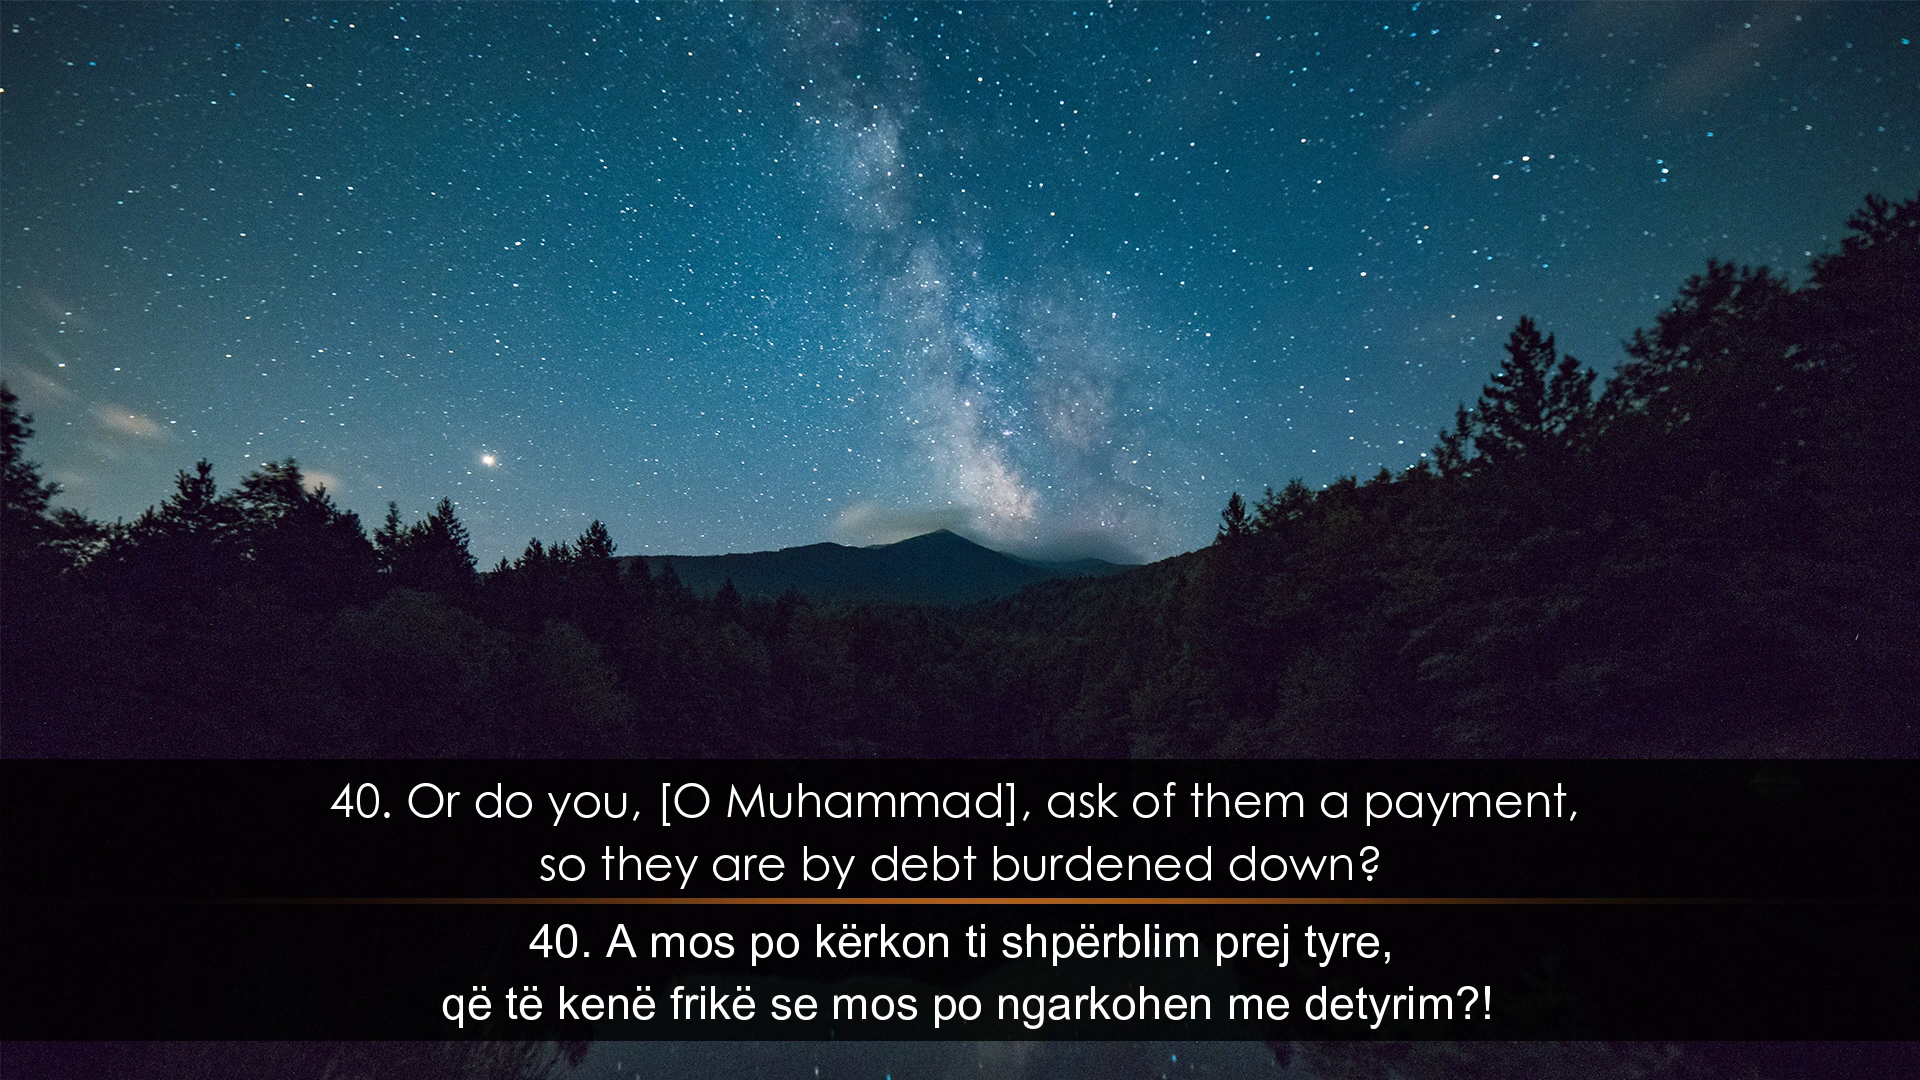 40. Or do you, [O Muhammad], ask of them a payment,
so they are by debt burdened down?
40. A mos po kërkon ti shpërblim prej tyre,
që të kenë frikë se mos po ngarkohen me detyrim?!